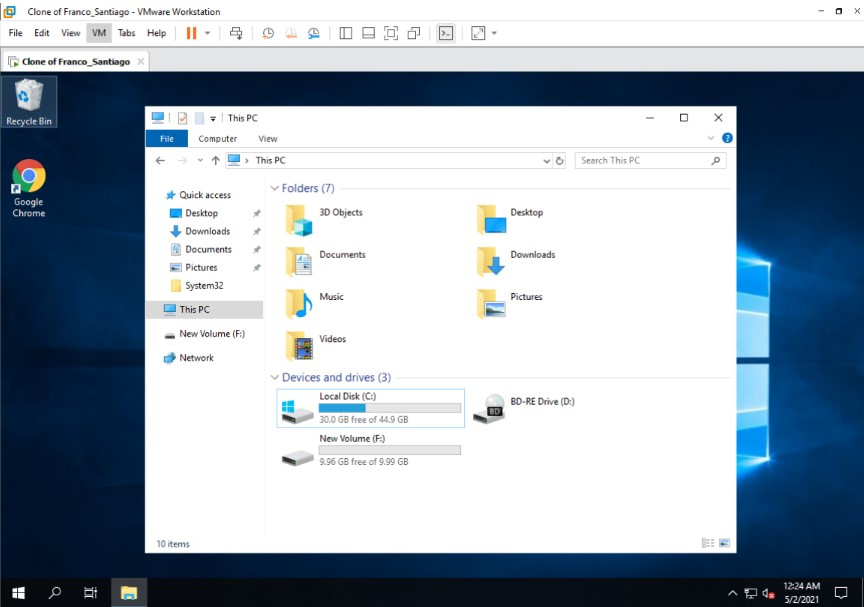 Clone of Franco_Santiago - VMware Workstation
File Edit View VM Tabs Help
Clone of Franco_Santiago
Recycle Bin
Google
Chrome
This PC
File Computer View
This PC
Search This PC
Quick access
Desktop
Downloads
Documents
Pictures
System32
This PC
New Volume (F:)
Network
Folders (7)
3D Objects
Desktop
Documents
Downloads
Music
Pictures
Videos
Devices and drives (3)
Local Disk (C:)
30.0 GB free of 44.9 GB
BD
BD-RE Drive (D:)
New Volume (F:)
9.96 GB free of 9.99 GB
10 items
12:24 AM
5/2/2021